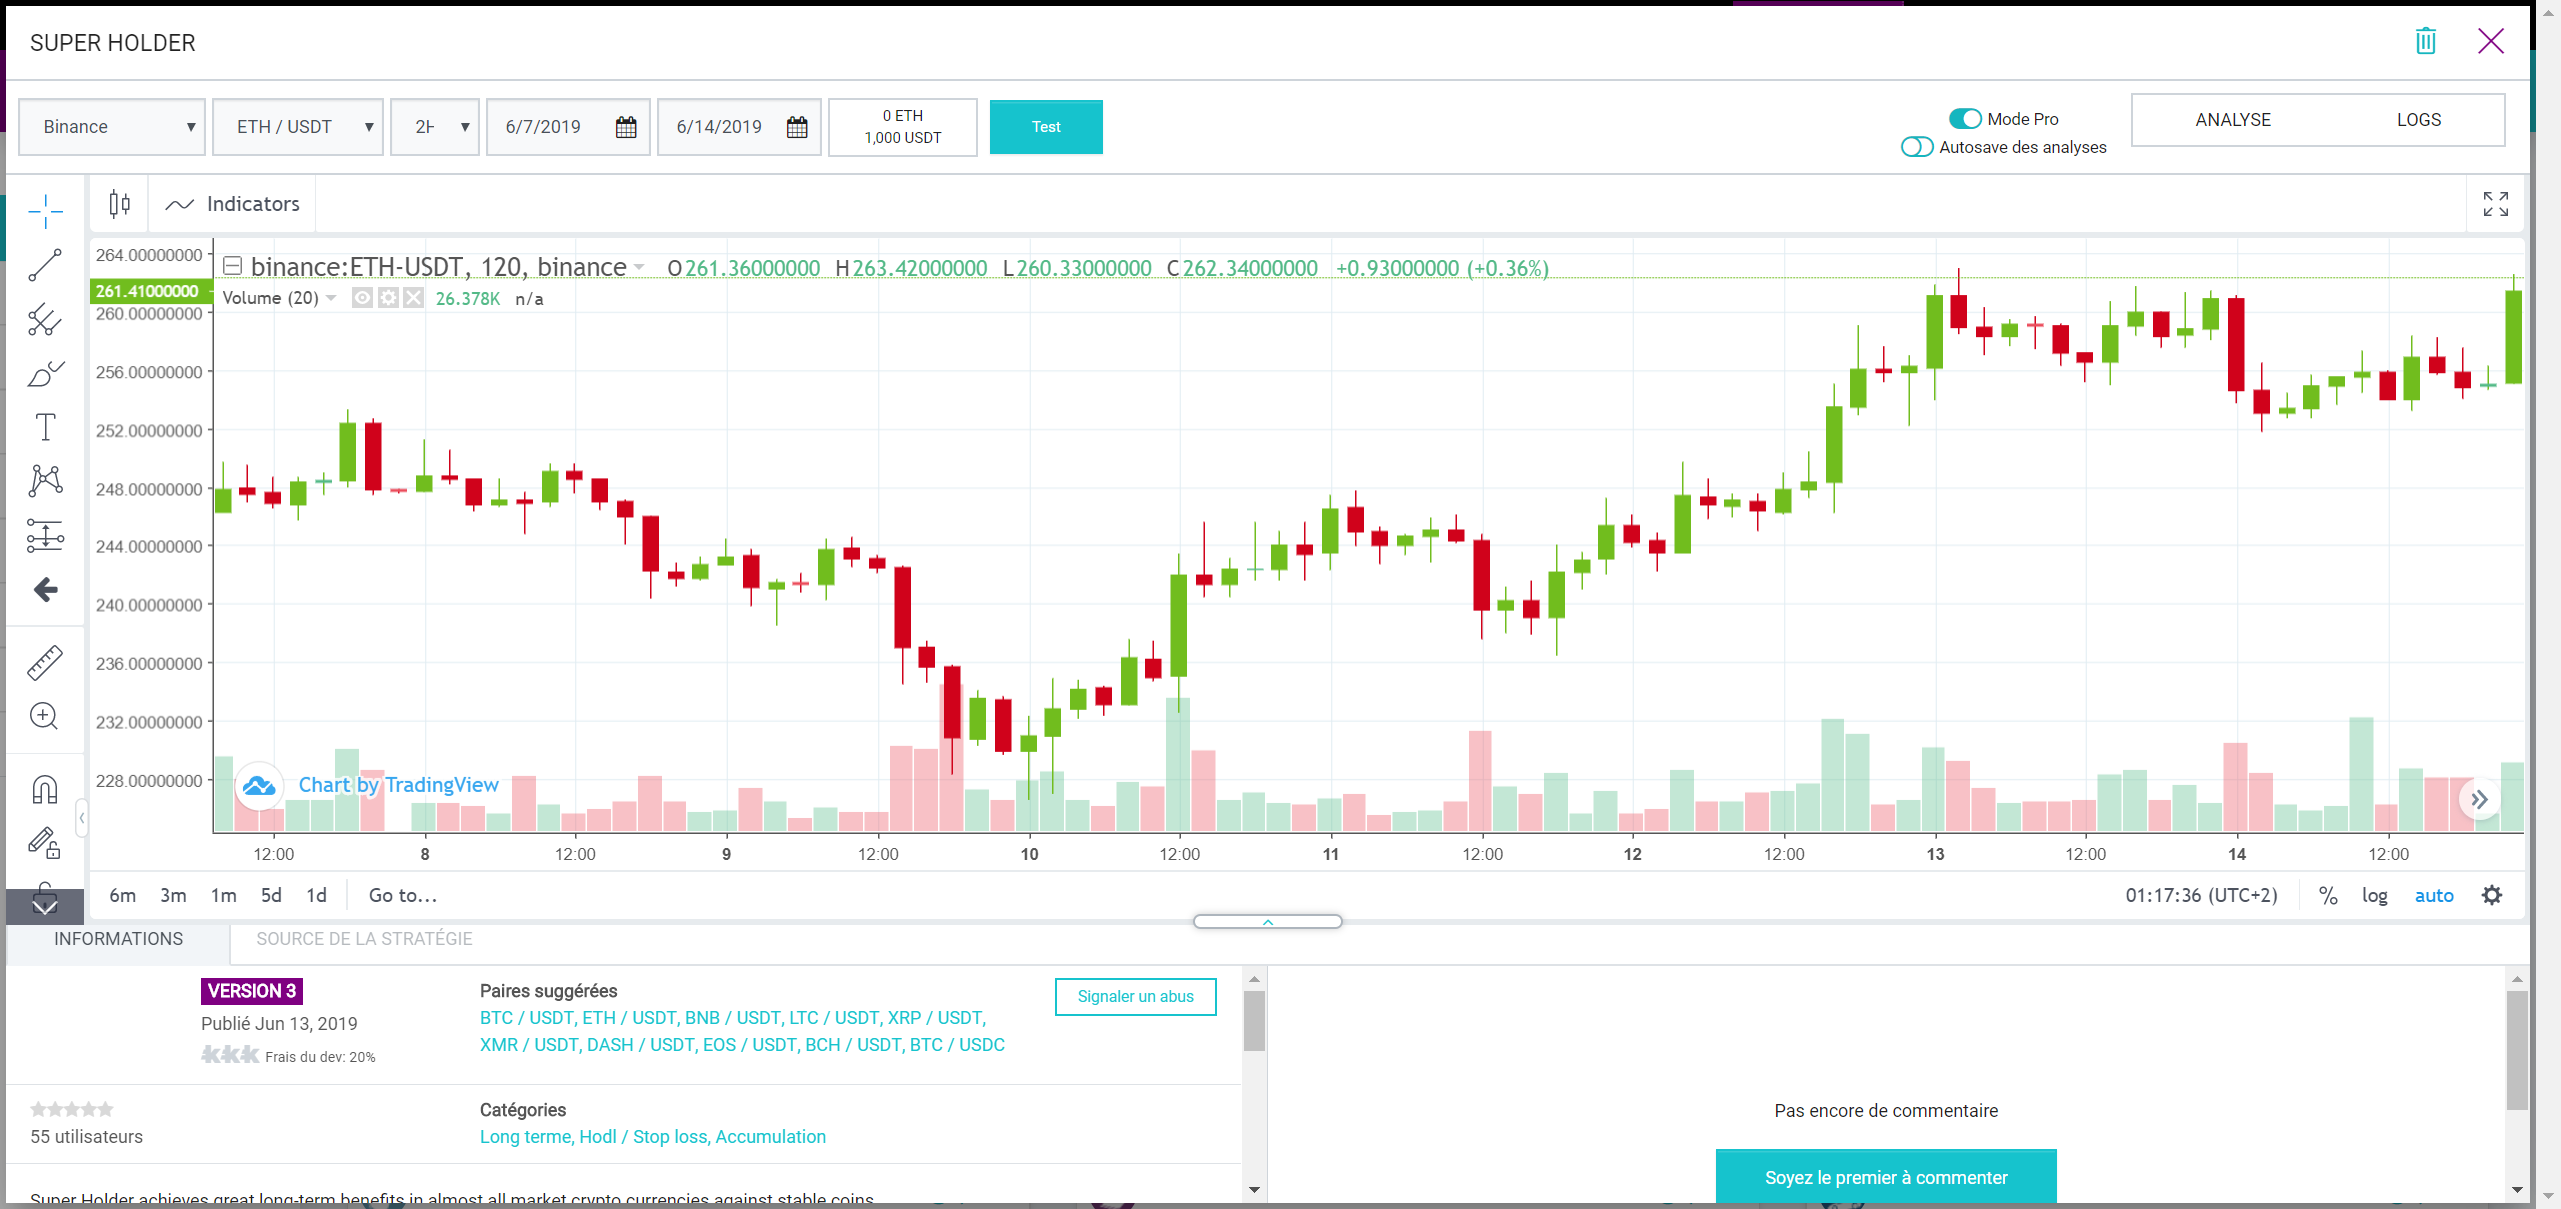 SUPER HOLDER
Binance ETH / USDT 2H 6/7/2019 6/14/2019 0 ETH Test
1,000 USDT
Mode Pro ANALYSE LOGS
Autosave des analyses
Indicators
264.00000000
261.41000000
260.00000000
256.00000000
252.00000000
248.00000000
244.00000000
240.00000000
236.00000000
232.00000000
228.00000000
binance:ETH-USDT, 120, binance O261.36000000 H263.42000000 L260.33000000 C262.34000000 +0.93000000 (+0.36%)
Volume (20) 26.378K n/a
Chart by TradingView
12:00 8 12:00 9 12:00 10 12:00 11 12:00 12 12:00 13 12:00 14 12:00
6m 3m 1m 5d 1d Go to... 01:17:36 (UTC+2) % log auto
INFORMATIONS SOURCE DE LA STRATÉGIE
VERSION 3
Publié Jun 13, 2019
Frais du dev: 20%
Paires suggérées
BTC / USDT, ETH / USDT, BNB / USDT, LTC / USDT, XRP / USDT,
XMR / USDT, DASH / USDT, EOS / USDT, BCH / USDT, BTC / USDC
Signaler un abus
55 utilisateurs
Catégories
Long terme, Hodl / Stop loss, Accumulation
Super Holder achieves great long-term benefits in almost all market crypto currencies against stable coins
Pas encore de commentaire
Soyez le premier à commenter